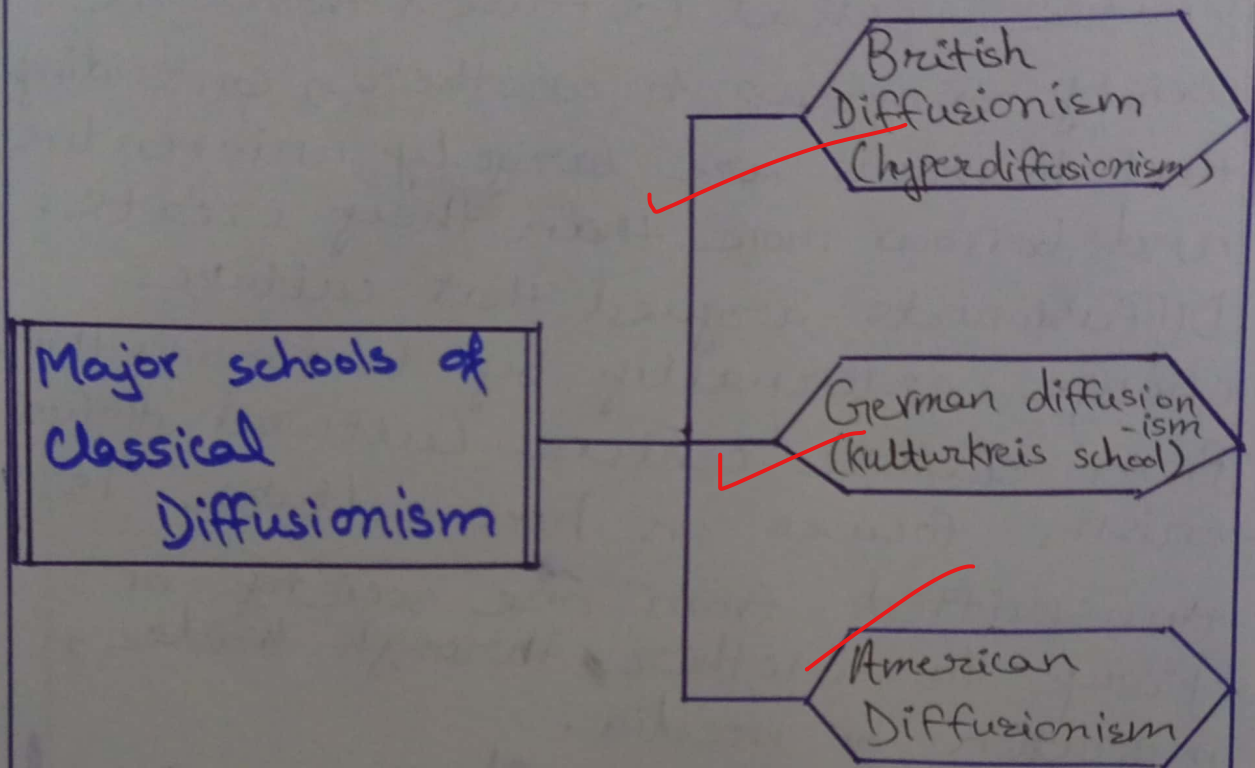 British
Diffusionism
(hyperdiffusionism)
Major schools of
Classical
Diffusionism
German diffusion
-ism
(kulturkreis school)
American
Diffusionism